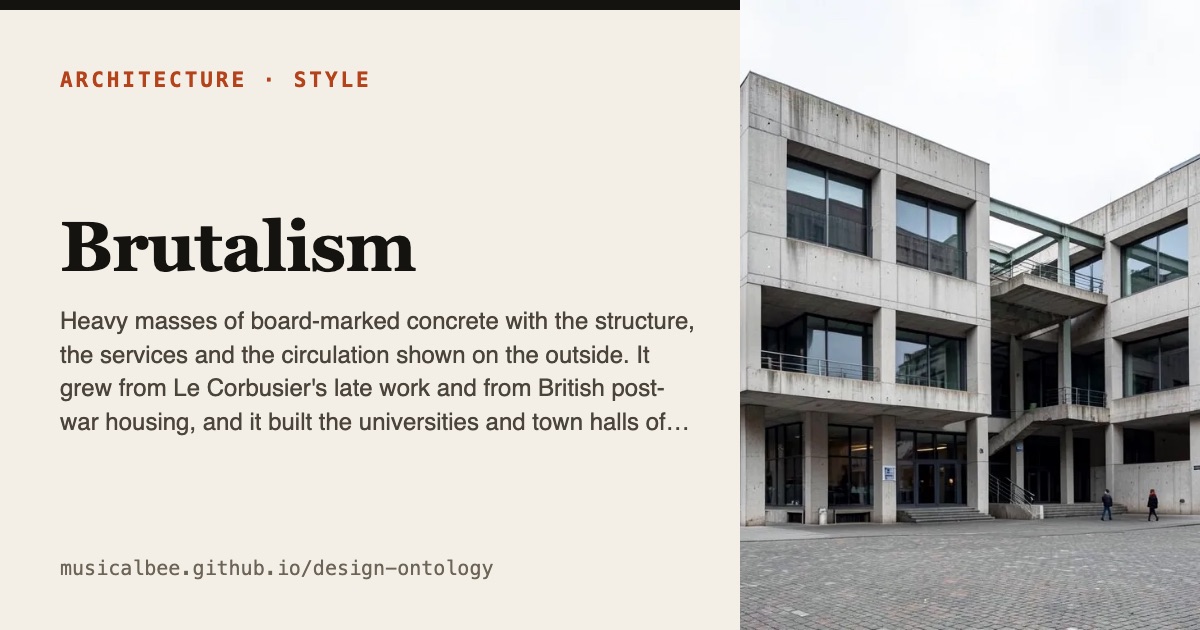 ARCHITECTURE · STYLE
Brutalism
Heavy masses of board-marked concrete with the structure,
the services and the circulation shown on the outside. It
grew from Le Corbusier's late work and from British post-
war housing, and it built the universities and town halls of…
musicalbee.github.io/design-ontology